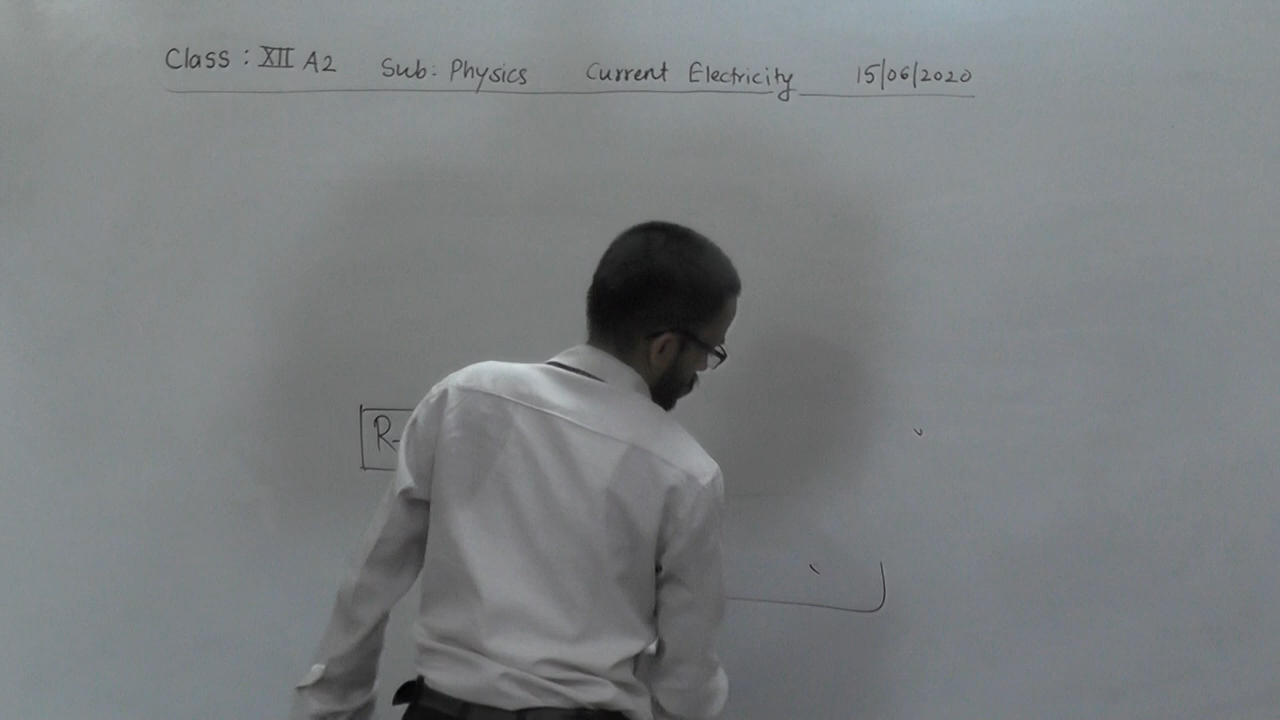 Class : XII A2 Sub: Physics Current Electricity 15/06/2020
R-